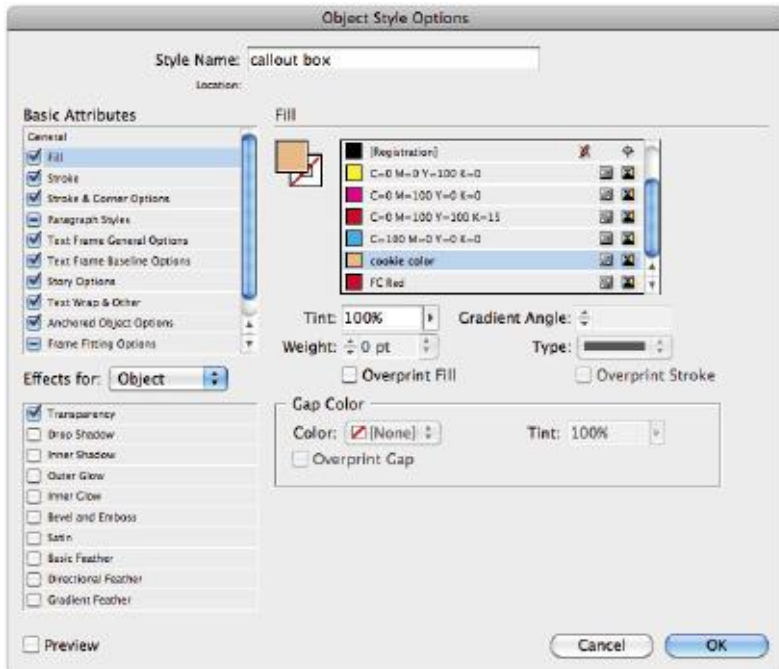 Object Style Options
Style Name: callout box
Location:
Basic Attributes
General
Fill
Stroke
Stroke & Corner Options
Paragraph Styles
Text Frame General Options
Text Frame Baseline Options
Story Options
Text Wrap & Other
Anchored Object Options
Frame Fitting Options
Effects for: Object
Transparency
Drop Shadow
Inner Shadow
Outer Glow
Inner Glow
Bevel and Emboss
Satin
Basic Feather
Directional Feather
Gradient Feather
Preview
Fill
[Registration]
C=0 M=0 Y=100 K=0
C=0 M=100 Y=0 K=0
C=0 M=100 Y=100 K=15
C=100 M=0 Y=0 K=0
cookie color
FC Red
Tint: 100% Gradient Angle:
Weight: 0 pt Type:
Overprint Fill Overprint Stroke
Gap Color
Color: [None] Tint: 100%
Overprint Gap
Cancel OK